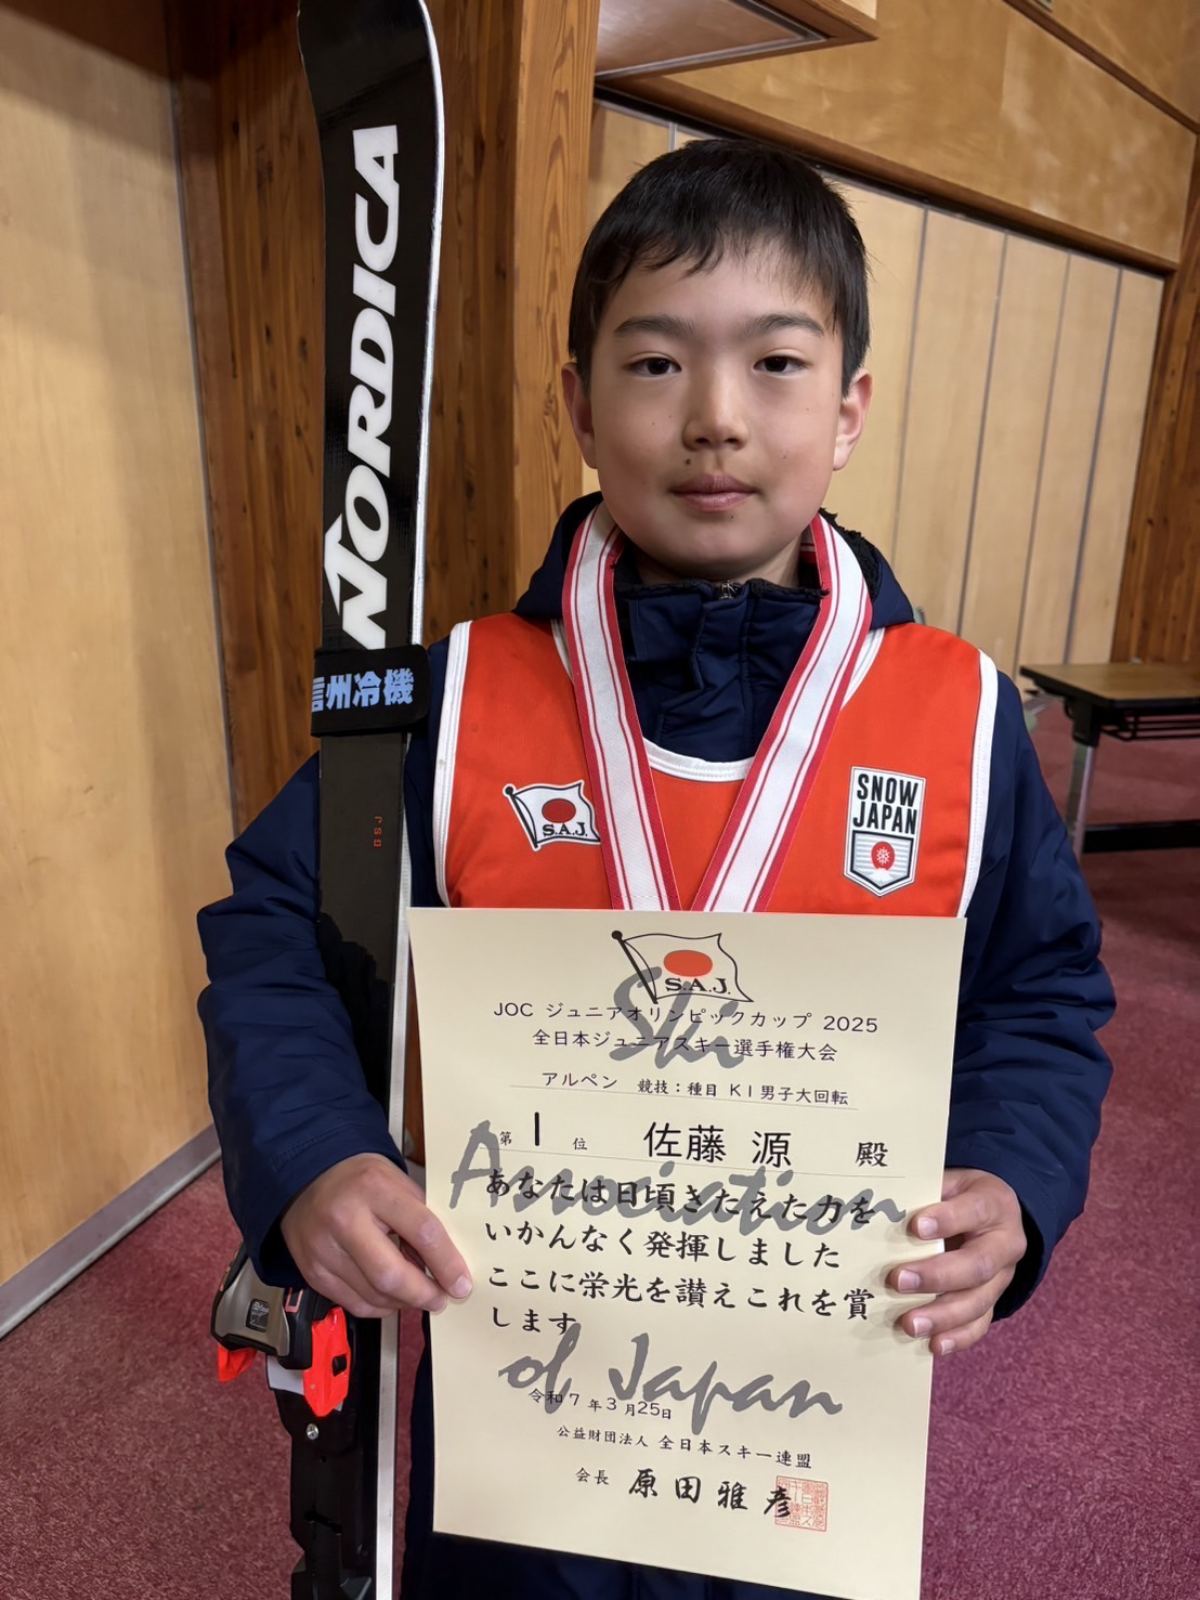 NORDICA
信州冷機
GSJ
S.A.J.
SNOW
JAPAN
S.A.J.
Ski
JOC ジュニアオリンピックカップ 2025
全日本ジュニアスキー選手権大会
アルペン 競技：種目 K1男子大回転
第 1 位 佐藤 源 殿
Association
あなたは日頃きたえた力を
いかんなく発揮しました
ここに栄光を讃えこれを賞
します
of Japan
令和7年3月25日
公益財団法人 全日本スキー連盟
会長 原田雅彦